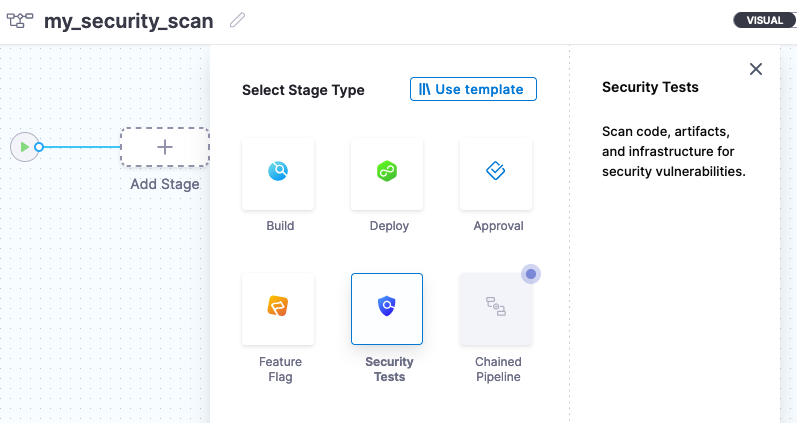 my_security_scan
VISUAL
Add Stage
Select Stage Type
Use template
Build
Deploy
Approval
Feature
Flag
Security
Tests
Chained
Pipeline
Security Tests
Scan code, artifacts,
and infrastructure for
security vulnerabilities.